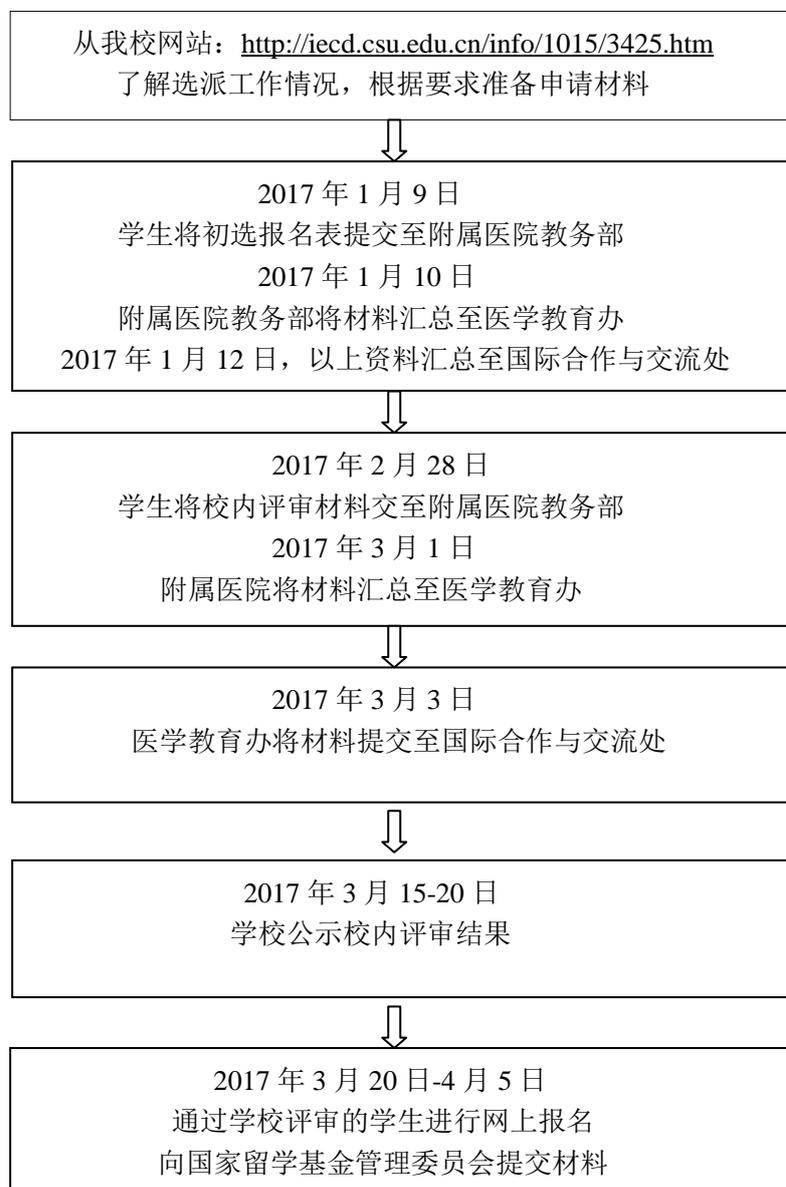 从我校网站：http://iecd.csu.edu.cn/info/1015/3425.htm
了解选派工作情况，根据要求准备申请材料
2017 年 1 月 9 日
学生将初选报名表提交至附属医院教务部
2017 年 1 月 10 日
附属医院教务部将材料汇总至医学教育办
2017 年 1 月 12 日，以上资料汇总至国际合作与交流处
2017 年 2 月 28 日
学生将校内评审材料交至附属医院教务部
2017 年 3 月 1 日
附属医院将材料汇总至医学教育办
2017 年 3 月 3 日
医学教育办将材料提交至国际合作与交流处
2017 年 3 月 15-20 日
学校公示校内评审结果
2017 年 3 月 20 日-4 月 5 日
通过学校评审的学生进行网上报名
向国家留学基金管理委员会提交材料